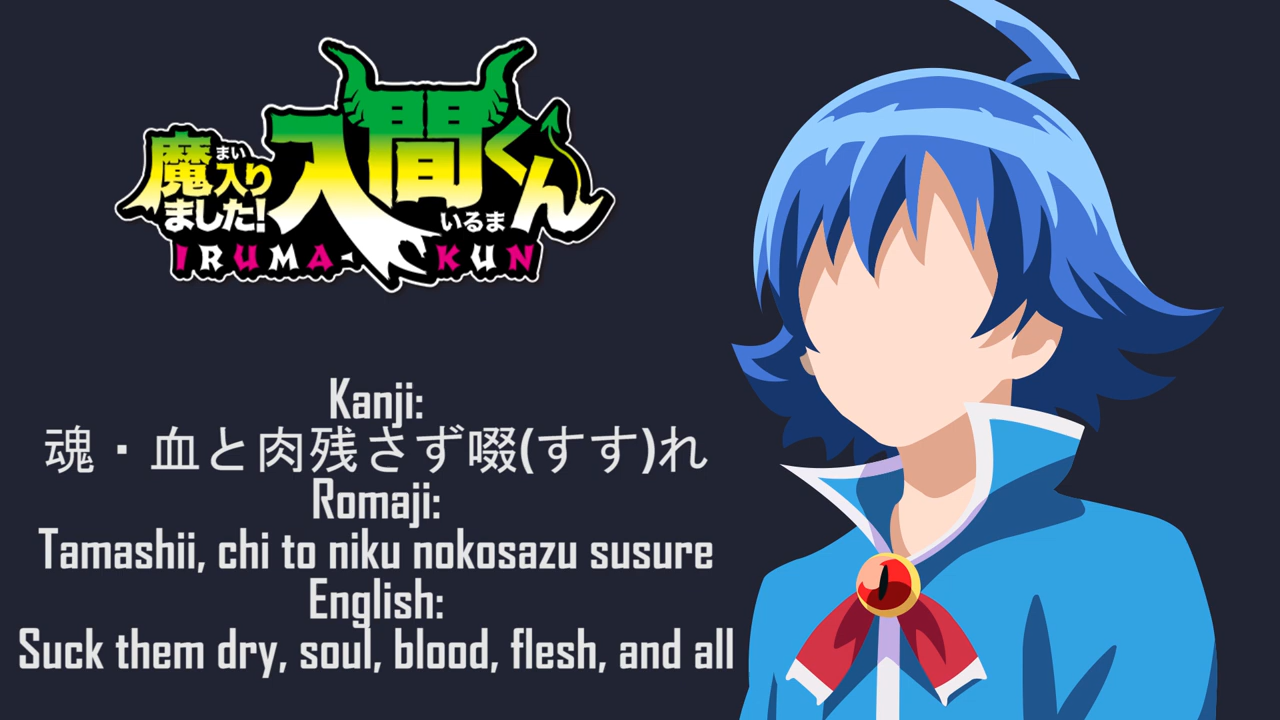 魔入り
まい
ました!
入間くん
いるま
IRUMA-KUN
Kanji:
魂・血と肉残さず啜(すす)れ
Romaji:
Tamashii, chi to niku nokosazu susure
English:
Suck them dry, soul, blood, flesh, and all